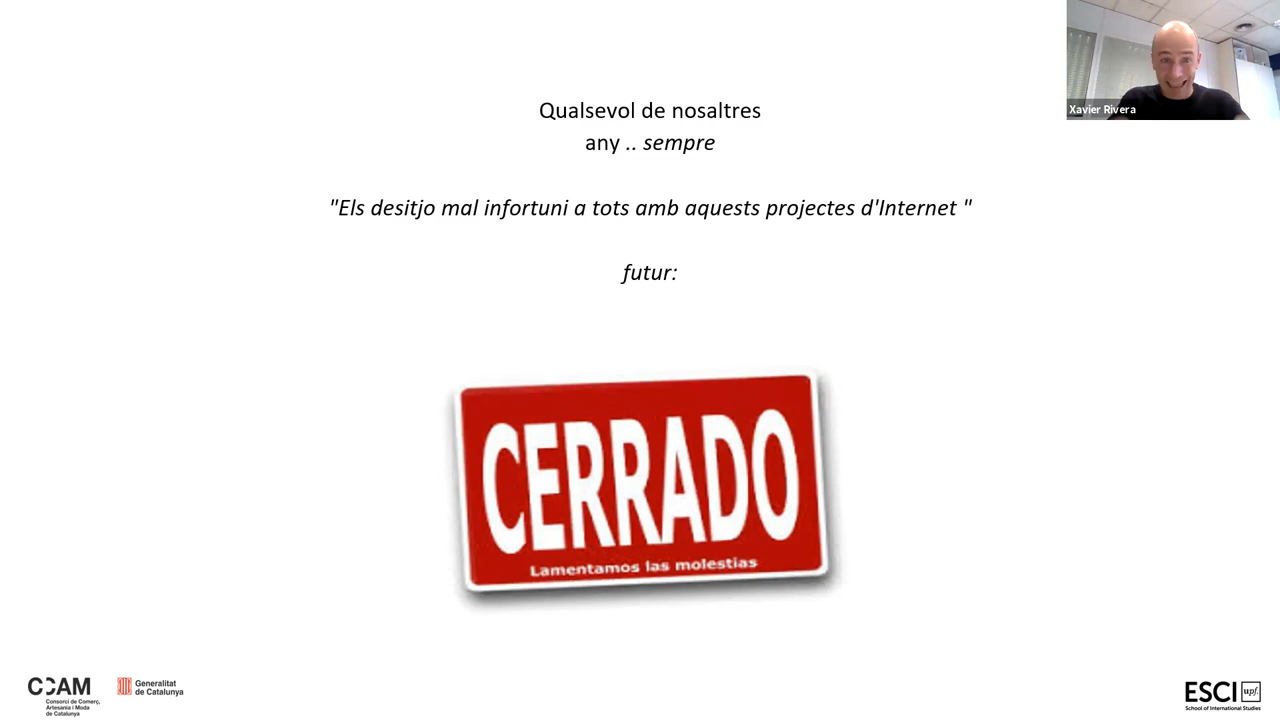 Xavier Rivera
Qualsevol de nosaltres
any .. sempre
"Els desitjo mal infortuni a tots amb aquests projectes d'Internet "
futur:
CERRADO
Lamentamos las molestias
CCAM
Consorci de Comerç,
Artesania i Moda
de Catalunya
Generalitat
de Catalunya
ESCI upf.
School of International Studies